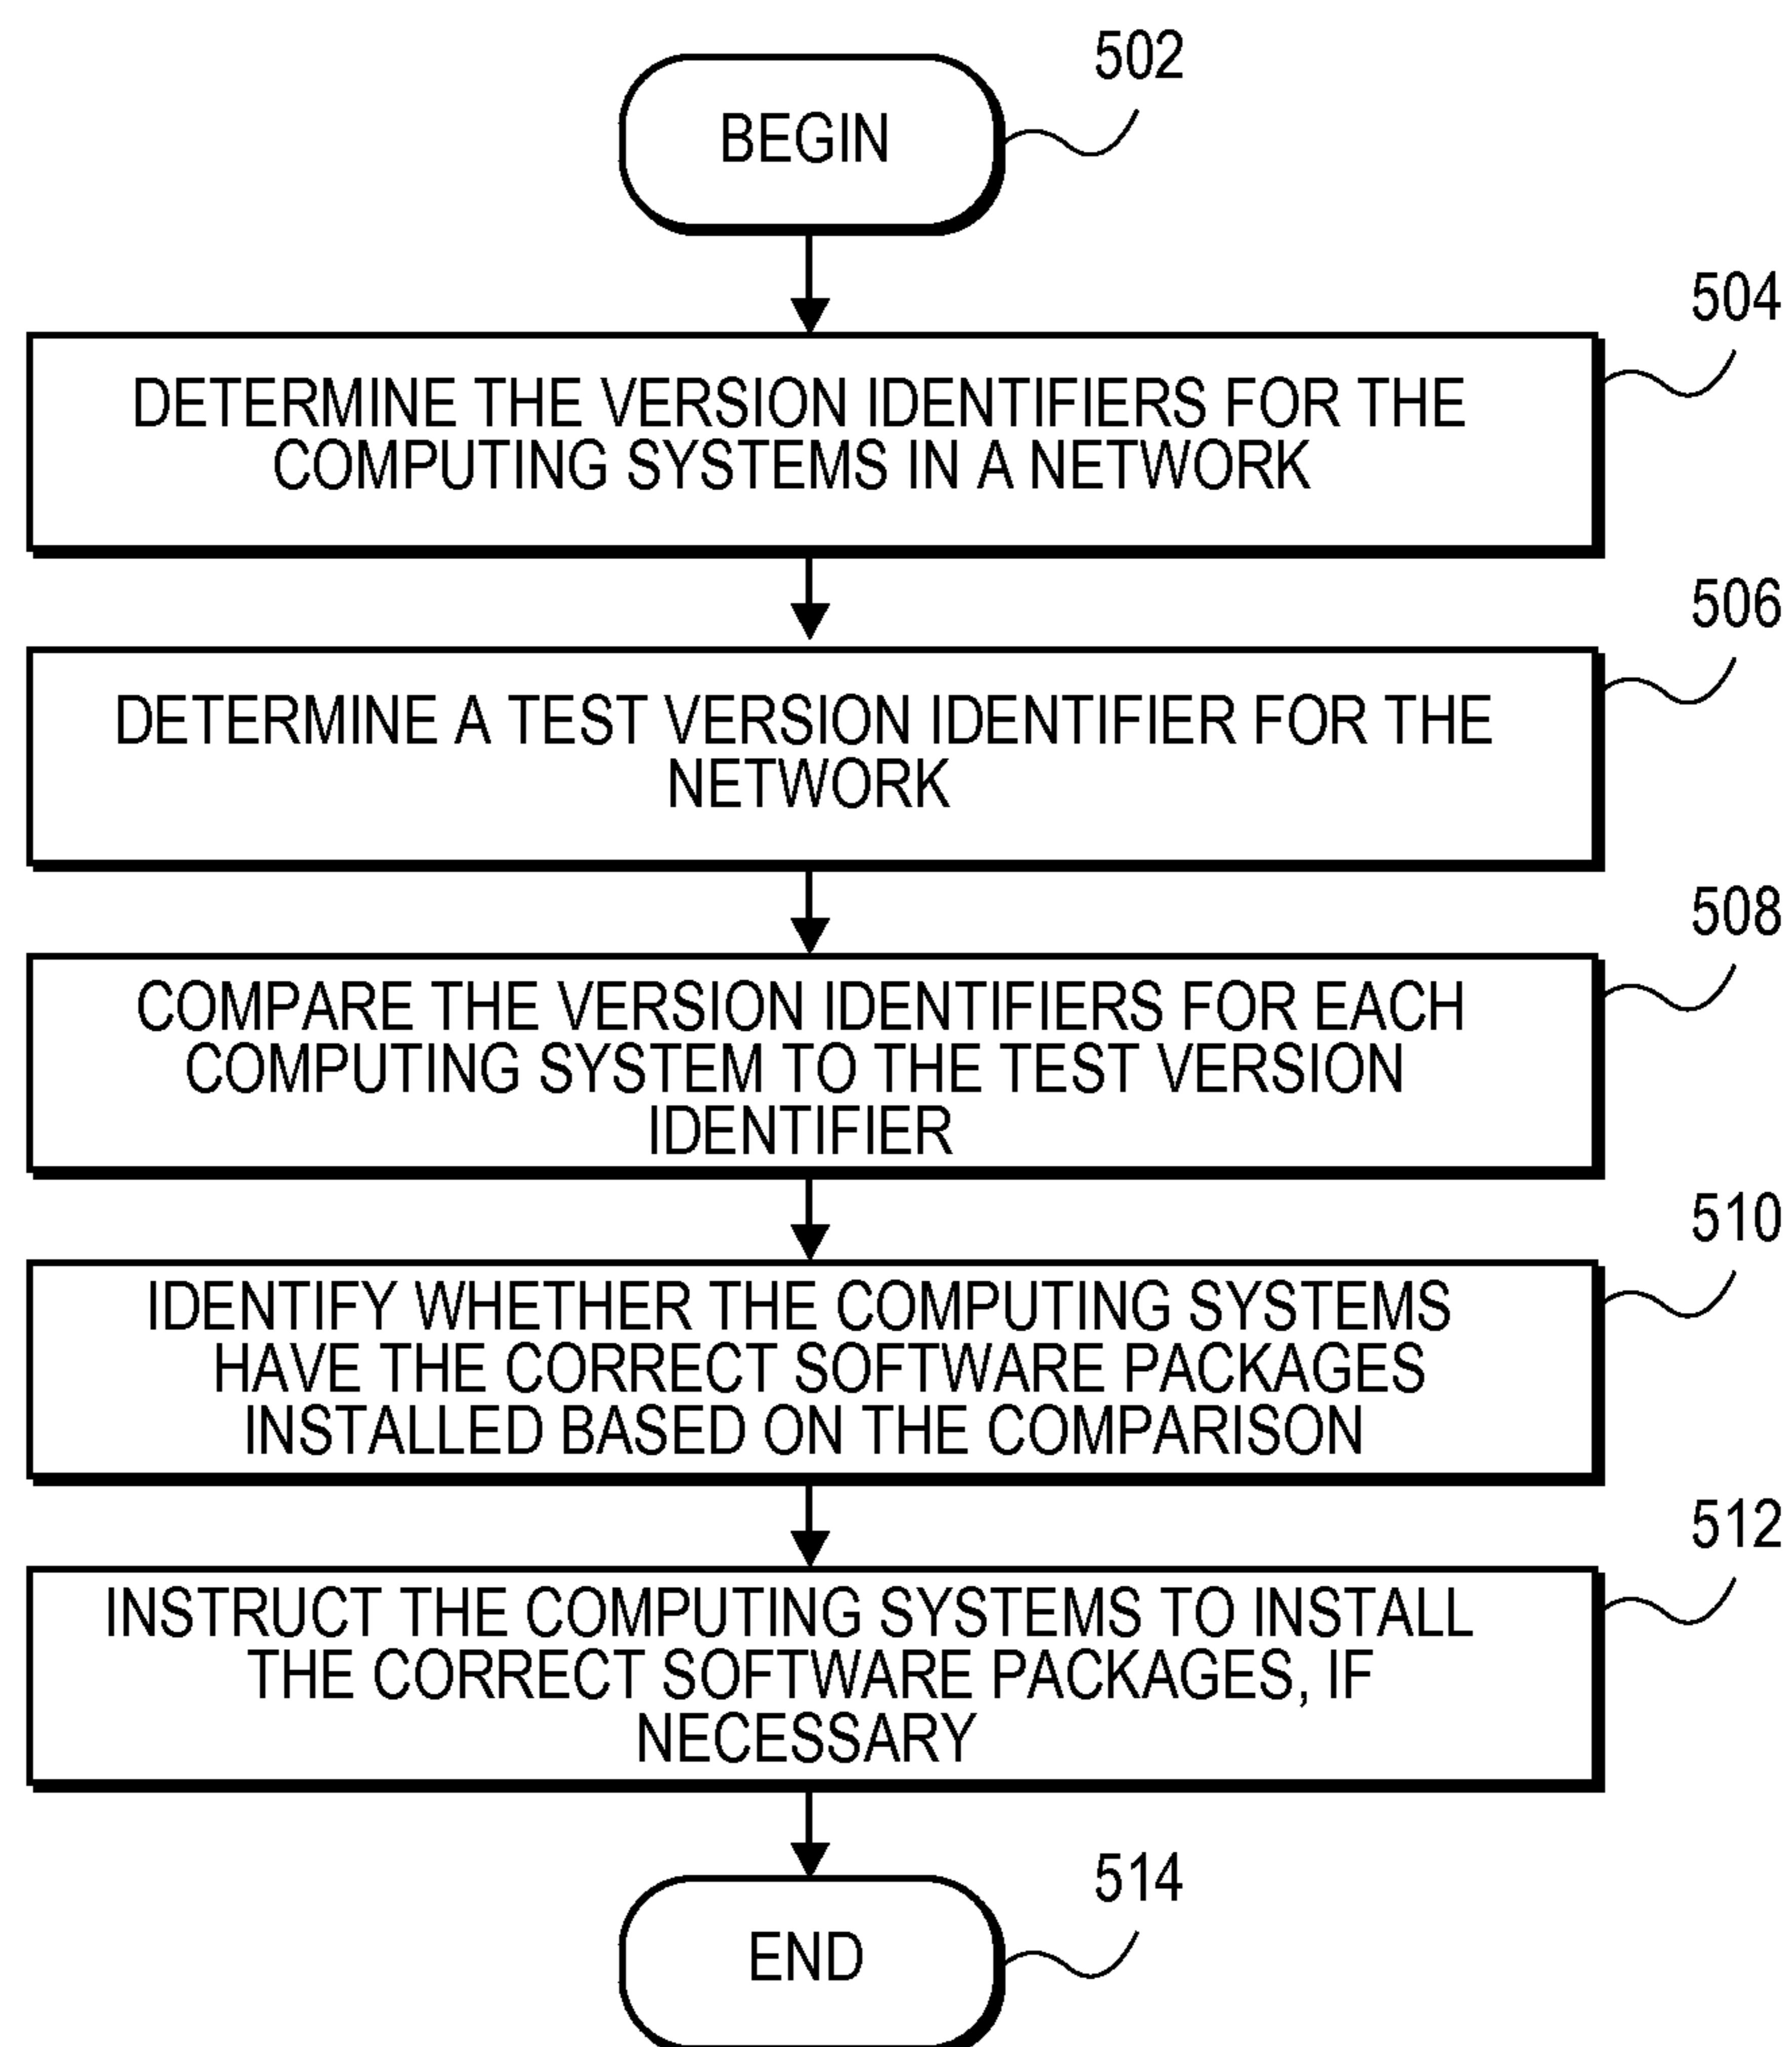 502
BEGIN
504
DETERMINE THE VERSION IDENTIFIERS FOR THE
COMPUTING SYSTEMS IN A NETWORK
506
DETERMINE A TEST VERSION IDENTIFIER FOR THE
NETWORK
508
COMPARE THE VERSION IDENTIFIERS FOR EACH
COMPUTING SYSTEM TO THE TEST VERSION
IDENTIFIER
510
IDENTIFY WHETHER THE COMPUTING SYSTEMS
HAVE THE CORRECT SOFTWARE PACKAGES
INSTALLED BASED ON THE COMPARISON
512
INSTRUCT THE COMPUTING SYSTEMS TO INSTALL
THE CORRECT SOFTWARE PACKAGES, IF
NECESSARY
514
END